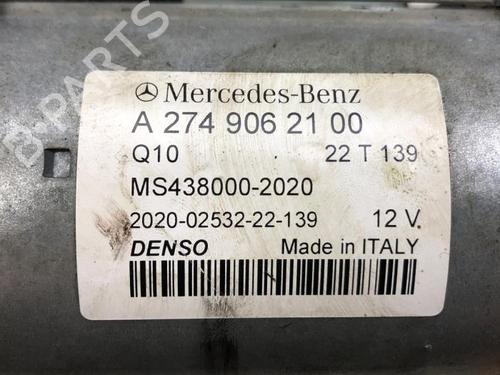 B-PARTS
Mercedes-Benz
A 274 906 21 00
Q10 22 T 139
MS438000-2020
2020-02532-22-139 12 V
DENSO Made in ITALY